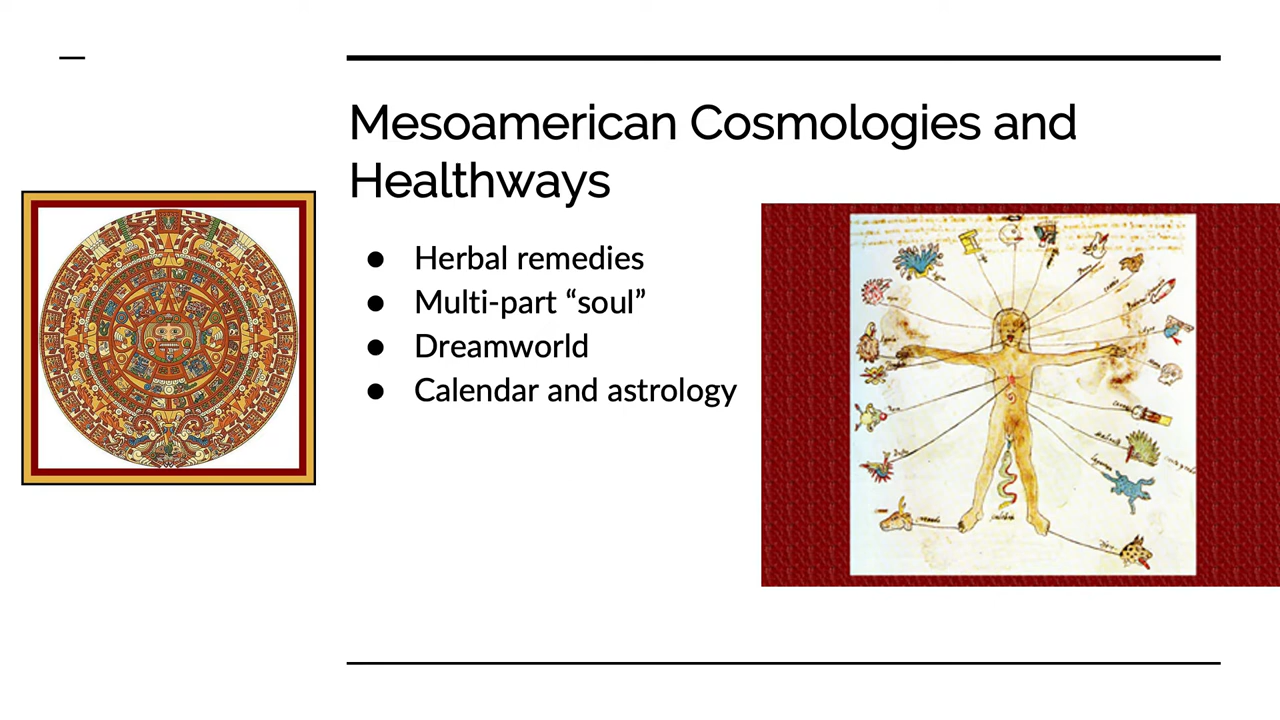 Mesoamerican Cosmologies and
Healthways
● Herbal remedies
● Multi-part “soul”
● Dreamworld
● Calendar and astrology